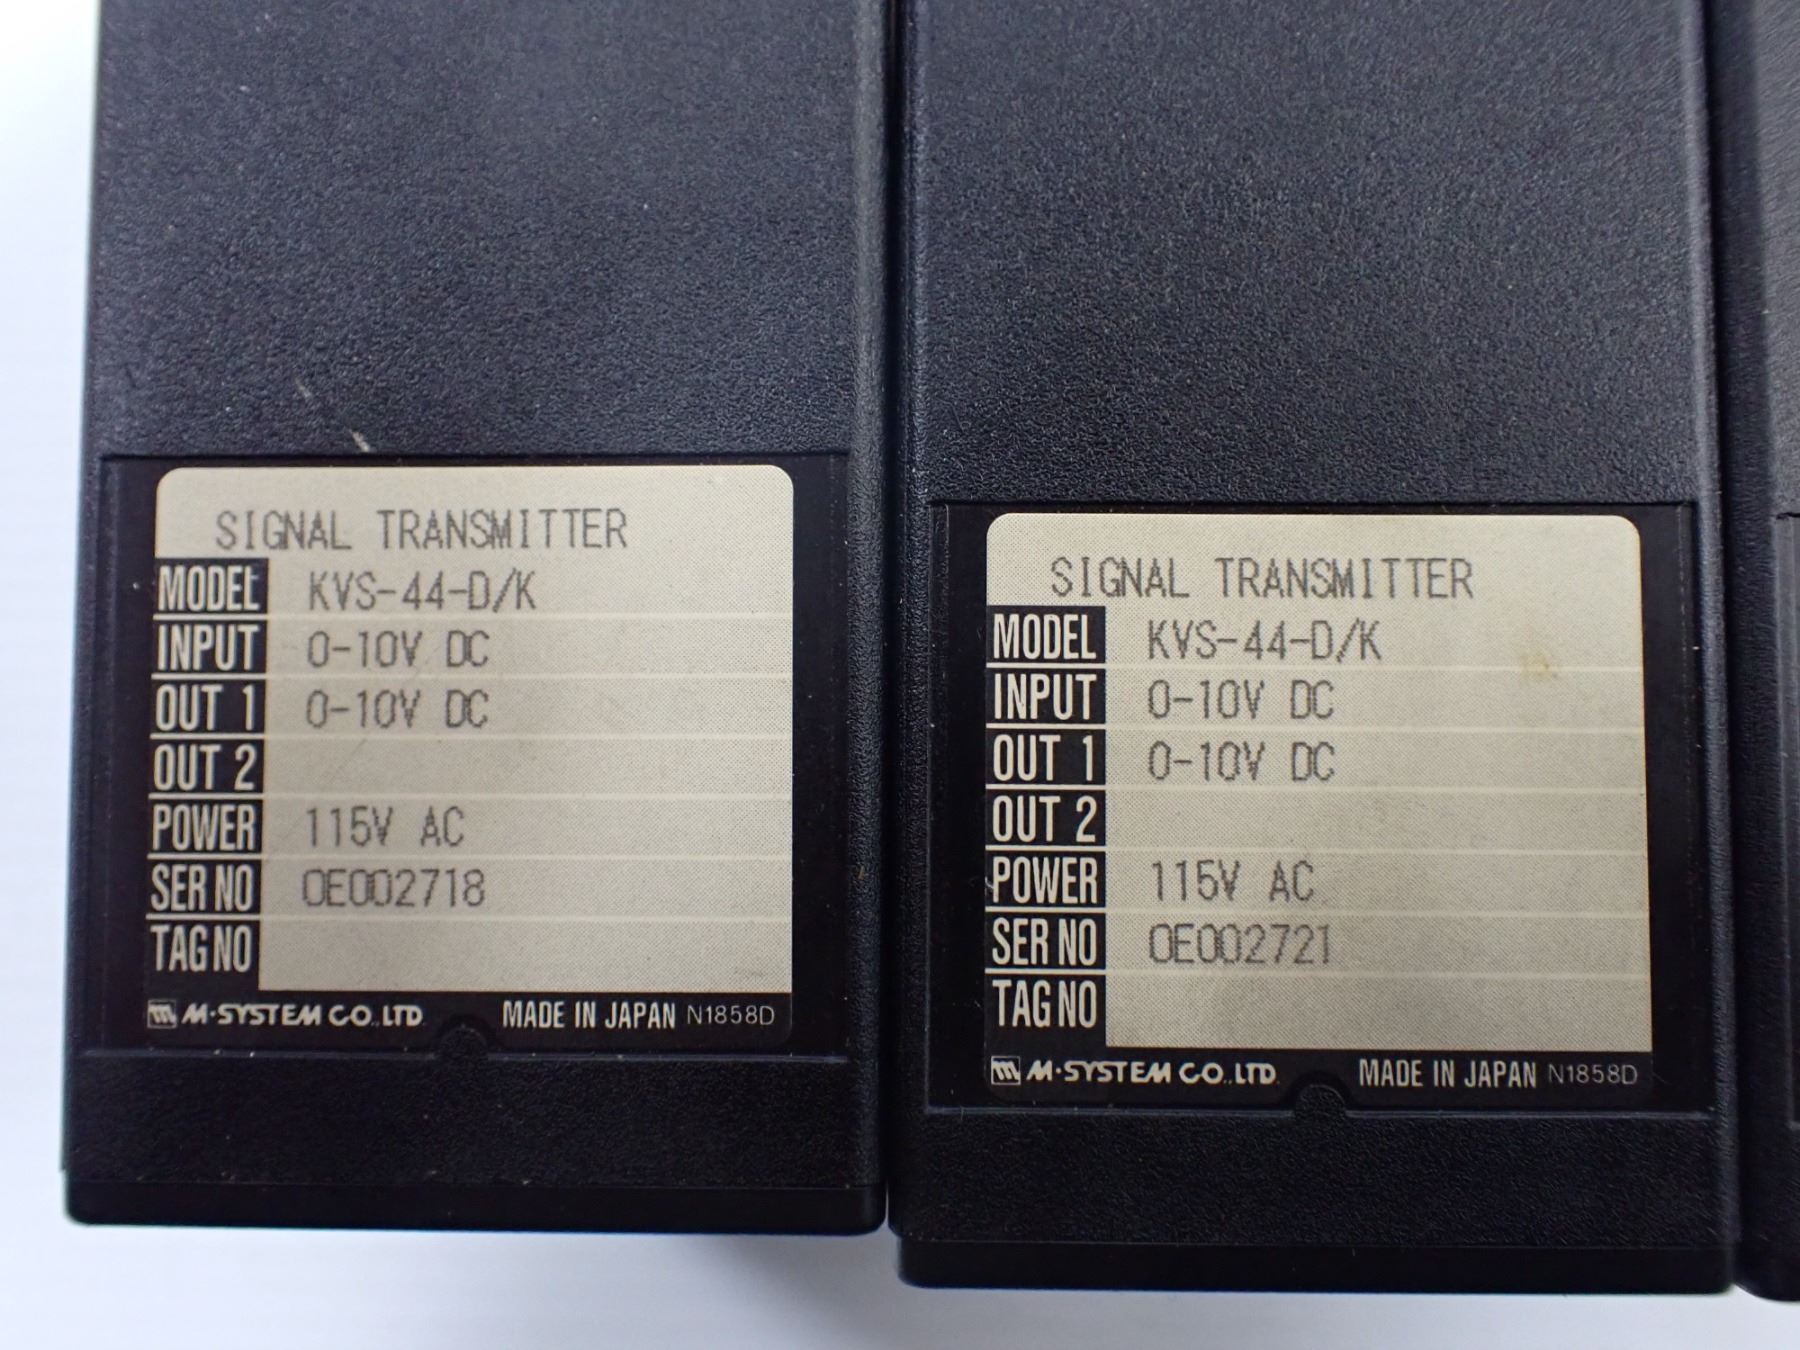 SIGNAL TRANSMITTER
MODEL KVS-44-D/K
INPUT 0-10V DC
OUT 1 0-10V DC
OUT 2
POWER 115V AC
SER NO 0E002718
TAG NO
M·SYSTEM CO.,LTD. MADE IN JAPAN N1858D
SIGNAL TRANSMITTER
MODEL KVS-44-D/K
INPUT 0-10V DC
OUT 1 0-10V DC
OUT 2
POWER 115V AC
SER NO 0E002721
TAG NO
M·SYSTEM CO.,LTD. MADE IN JAPAN N1858D